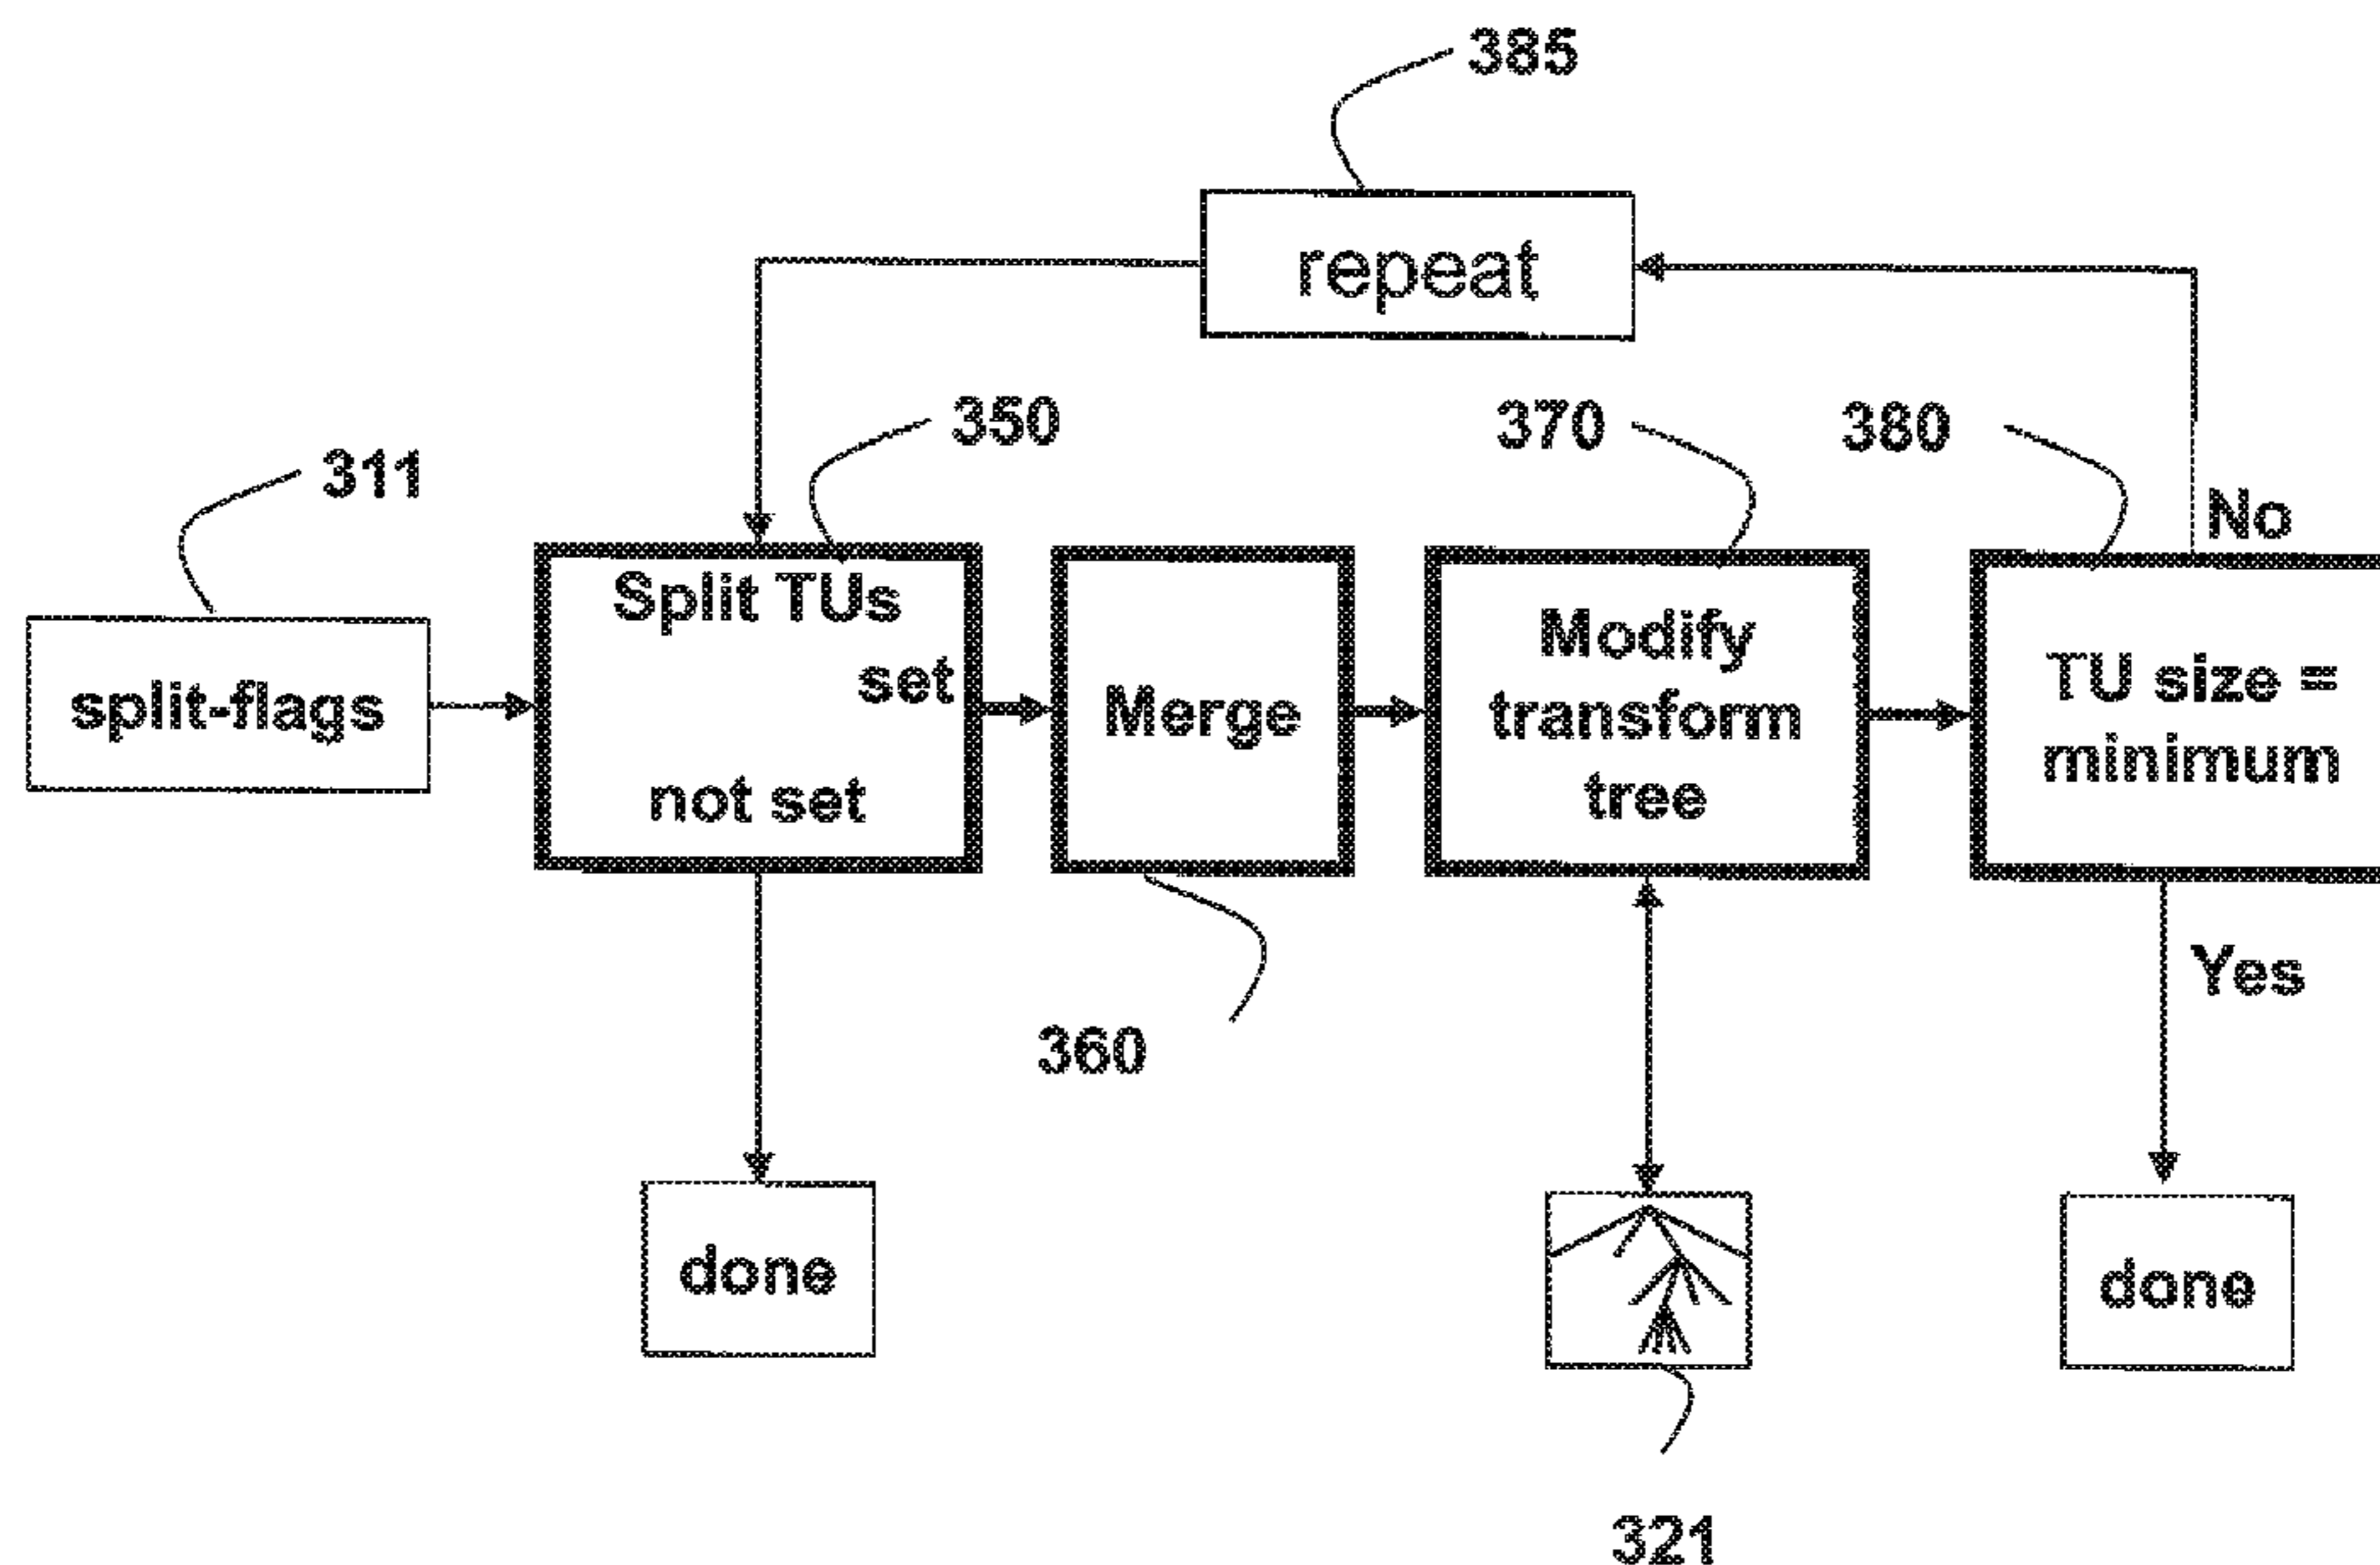 385
repeat
350
370
380
311
No
Split TUs
set
not set
split-flags
Merge
Modify
transform
tree
TU size =
minimum
Yes
360
done
done
321